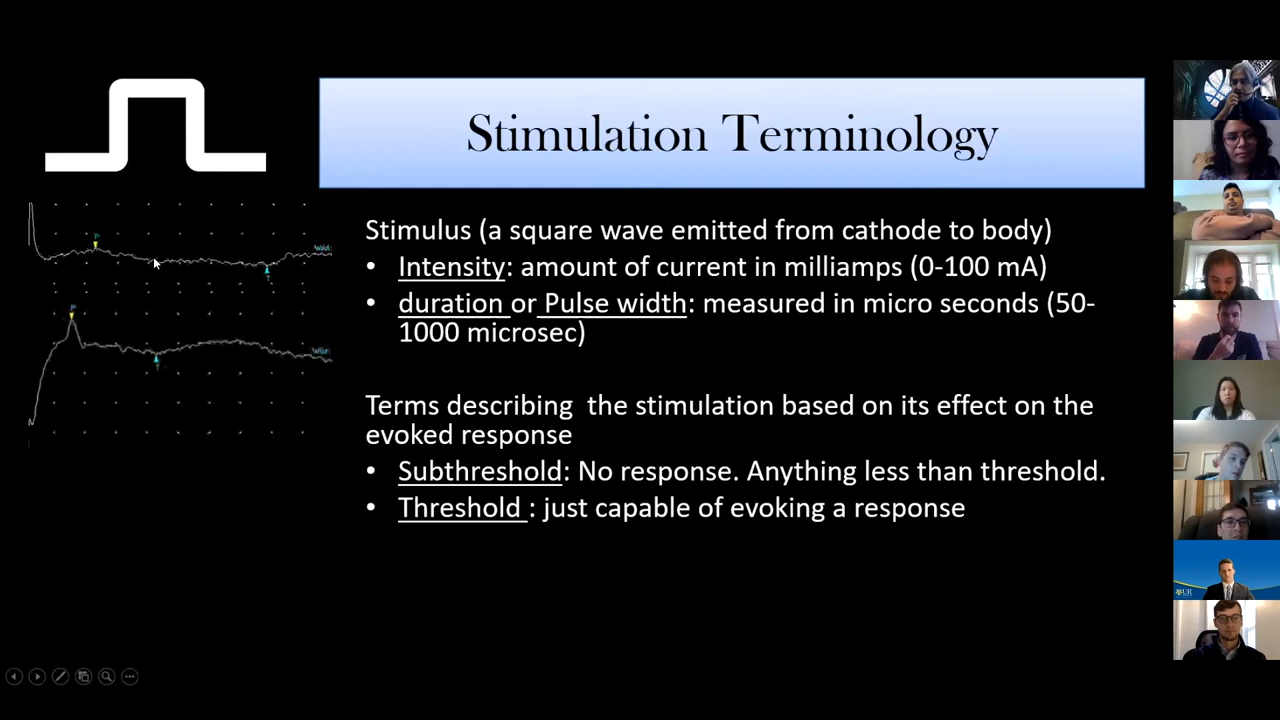 Stimulation Terminology
Stimulus (a square wave emitted from cathode to body)
• Intensity: amount of current in milliamps (0-100 mA)
• duration or Pulse width: measured in micro seconds (50-
1000 microsec)
Terms describing  the stimulation based on its effect on the
evoked response
• Subthreshold: No response. Anything less than threshold.
• Threshold : just capable of evoking a response
P
P
UR